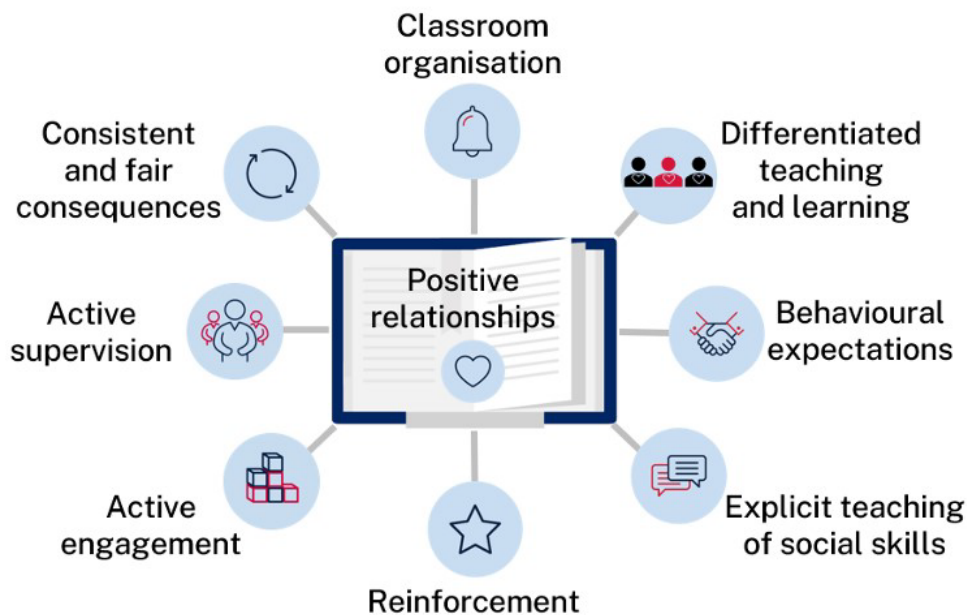 Classroom
organisation
Consistent
and fair
consequences
Differentiated
teaching
and learning
Positive
relationships
Active
supervision
Behavioural
expectations
Active
engagement
Explicit teaching
of social skills
Reinforcement